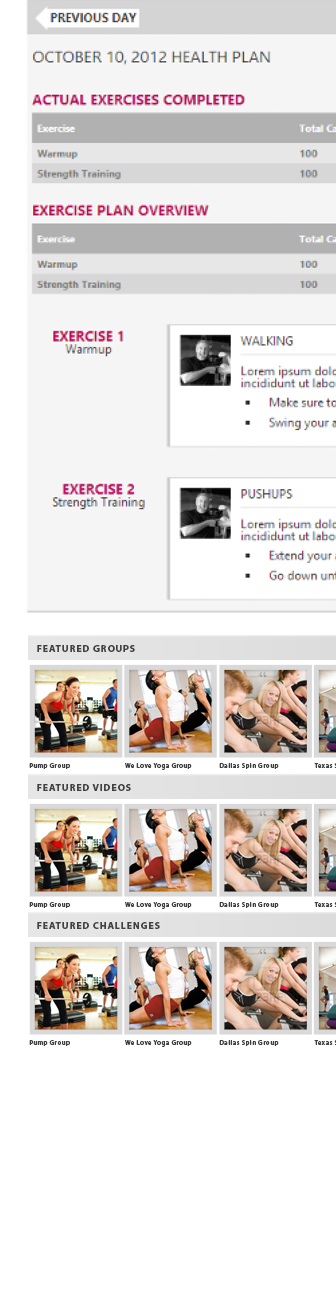 PREVIOUS DAY
OCTOBER 10, 2012 HEALTH PLAN
ACTUAL EXERCISES COMPLETED
Exercise Total Ca
Warmup 100
Strength Training 100
EXERCISE PLAN OVERVIEW
Exercise Total Ca
Warmup 100
Strength Training 100
EXERCISE 1
Warmup
WALKING
Lorem ipsum dolo
incididunt ut labo
▪ Make sure to
▪ Swing your a
EXERCISE 2
Strength Training
PUSHUPS
Lorem ipsum dolo
incididunt ut labo
▪ Extend your a
▪ Go down unt
FEATURED GROUPS
Pump Group We Love Yoga Group Dallas Spin Group Texas S
FEATURED VIDEOS
Pump Group We Love Yoga Group Dallas Spin Group Texas S
FEATURED CHALLENGES
Pump Group We Love Yoga Group Dallas Spin Group Texas S